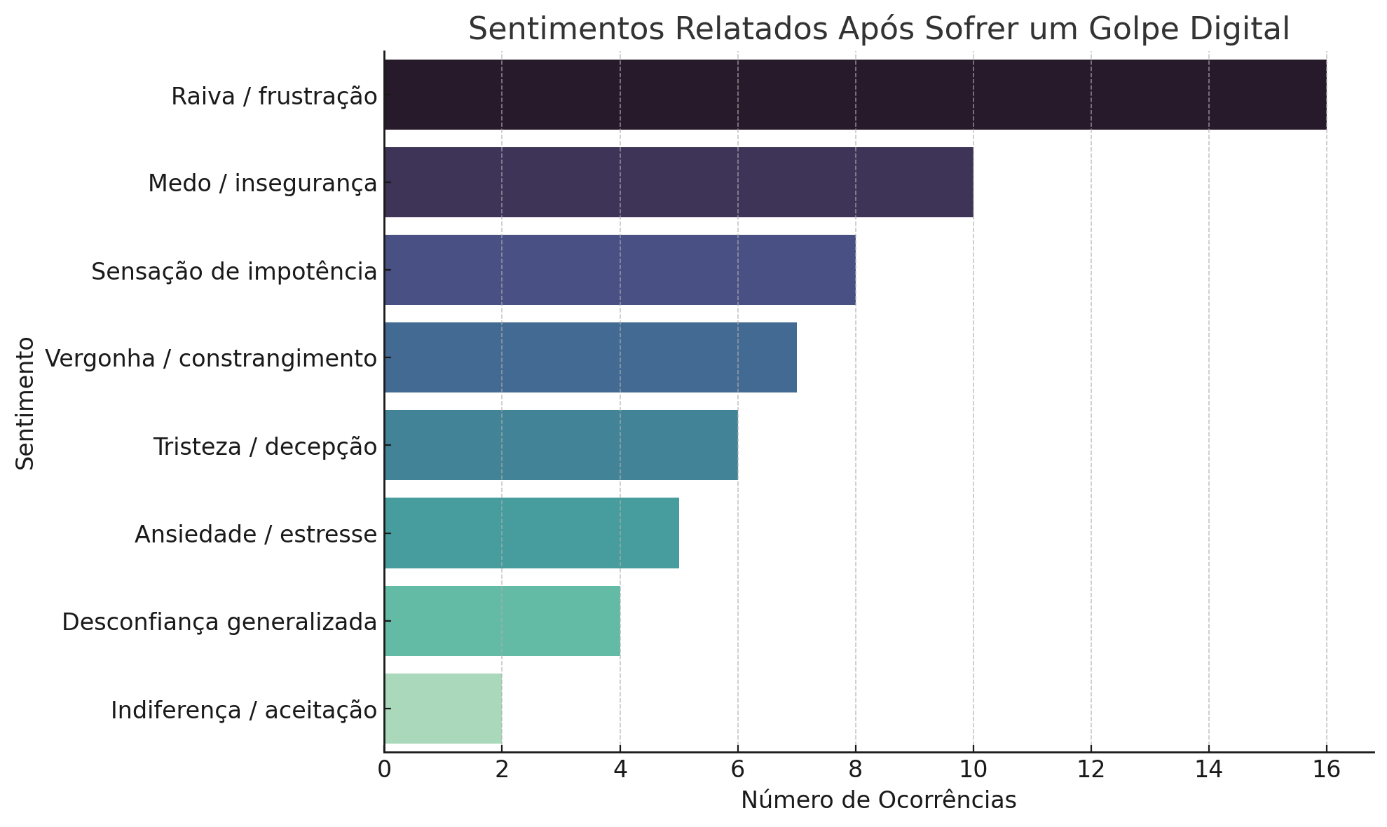 Sentimentos Relatados Após Sofrer um Golpe Digital
Raiva / frustração
Medo / insegurança
Sensação de impotência
Vergonha / constrangimento
Tristeza / decepção
Ansiedade / estresse
Desconfiança generalizada
Indiferença / aceitação
Sentimento
0 2 4 6 8 10 12 14 16
Número de Ocorrências